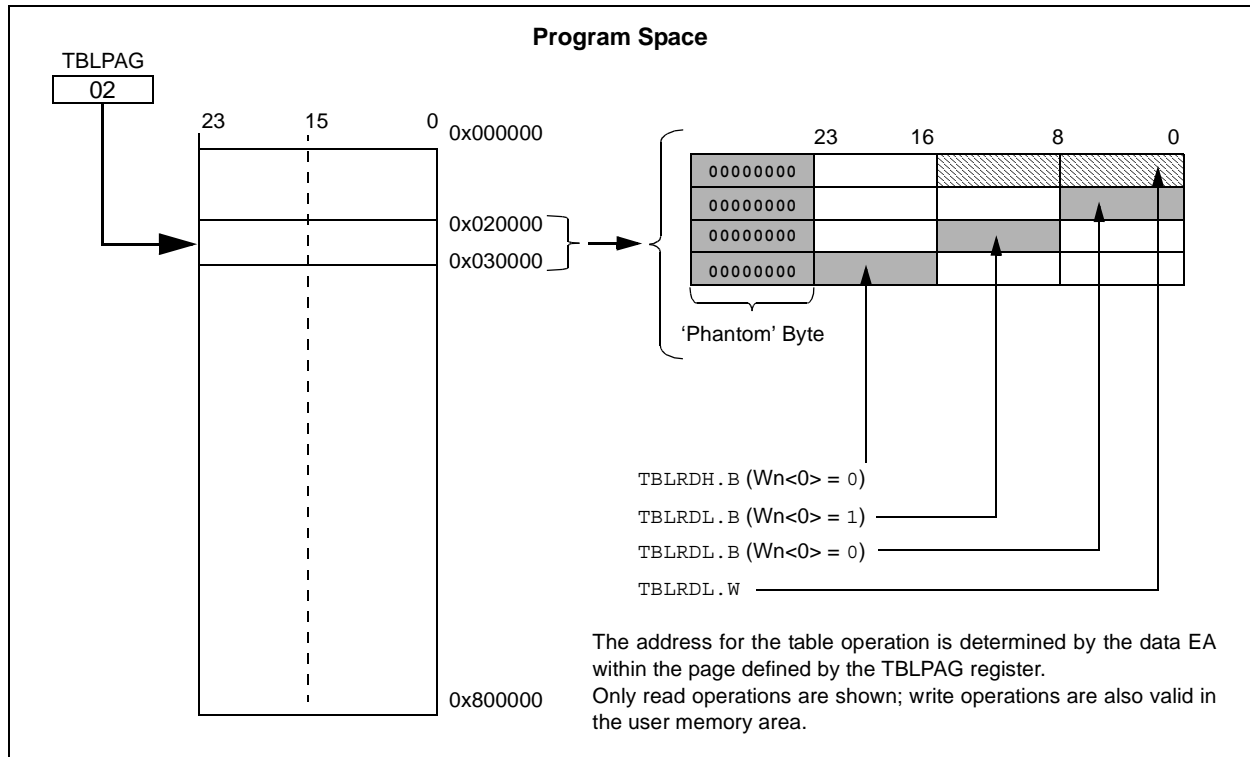 Program Space
TBLPAG
02
23 15 0
0x000000
0x020000
0x030000
0x800000
23 16 8 0
00000000
00000000
00000000
00000000
‘Phantom’ Byte
TBLRDH.B (Wn<0> = 0)
TBLRDL.B (Wn<0> = 1)
TBLRDL.B (Wn<0> = 0)
TBLRDL.W
The address for the table operation is determined by the data EA
within the page defined by the TBLPAG register.
Only read operations are shown; write operations are also valid in
the user memory area.